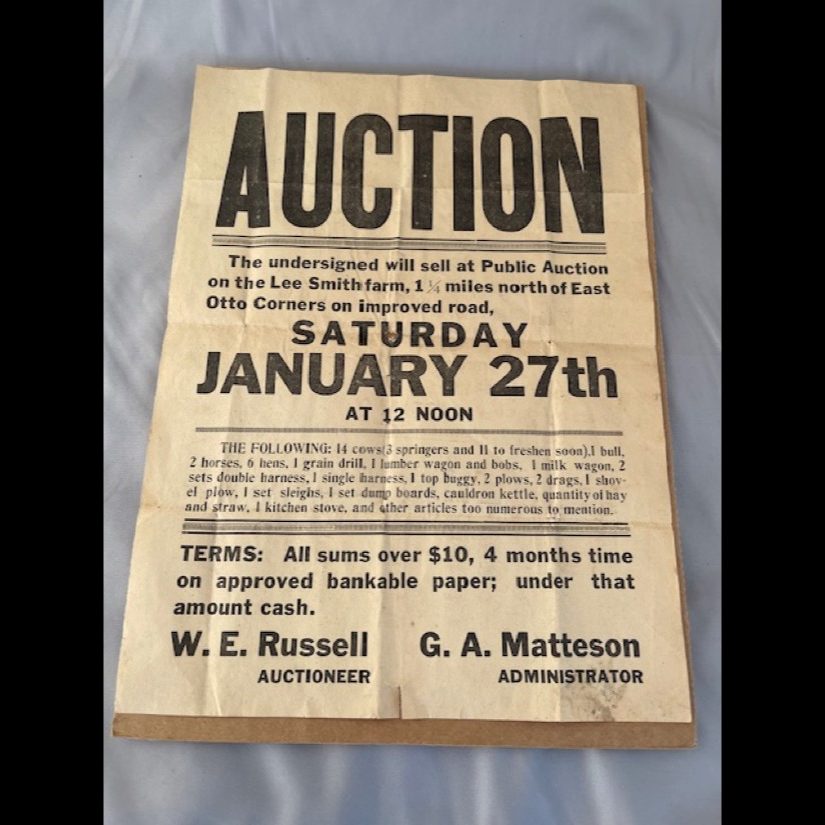 AUCTION
The undersigned will sell at Public Auction
on the Lee Smith farm, 1 ¼ miles north of East
Otto Corners on improved road,
SATURDAY
JANUARY 27th
AT 12 NOON
THE FOLLOWING: 14 cows(3 springers and 11 to freshen soon),1 bull,
2 horses, 6 hens, 1 grain drill, 1 lumber wagon and bobs, 1 milk wagon, 2
sets double harness, 1 single harness, 1 top buggy, 2 plows, 2 drags, 1 shov-
el plow, 1 set sleighs, 1 set dump boards, cauldron kettle, quantity of hay
and straw, 1 kitchen stove, and other articles too numerous to mention.
TERMS: All sums over $10, 4 months time
on approved bankable paper; under that
amount cash.
W. E. Russell G. A. Matteson
AUCTIONEER ADMINISTRATOR